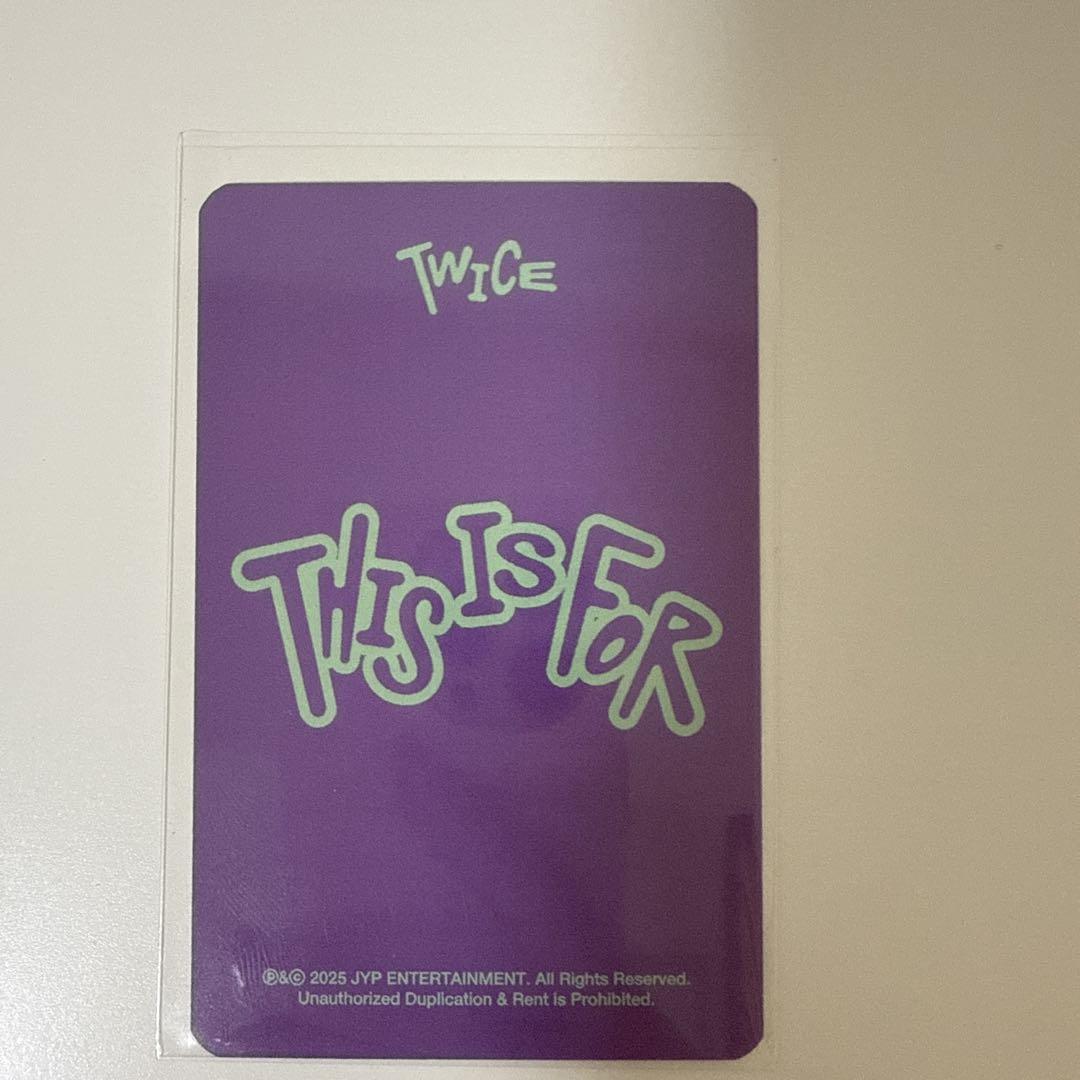 TWICE
THIS IS FOR
℗&© 2025 JYP ENTERTAINMENT. All Rights Reserved.
Unauthorized Duplication & Rent is Prohibited.